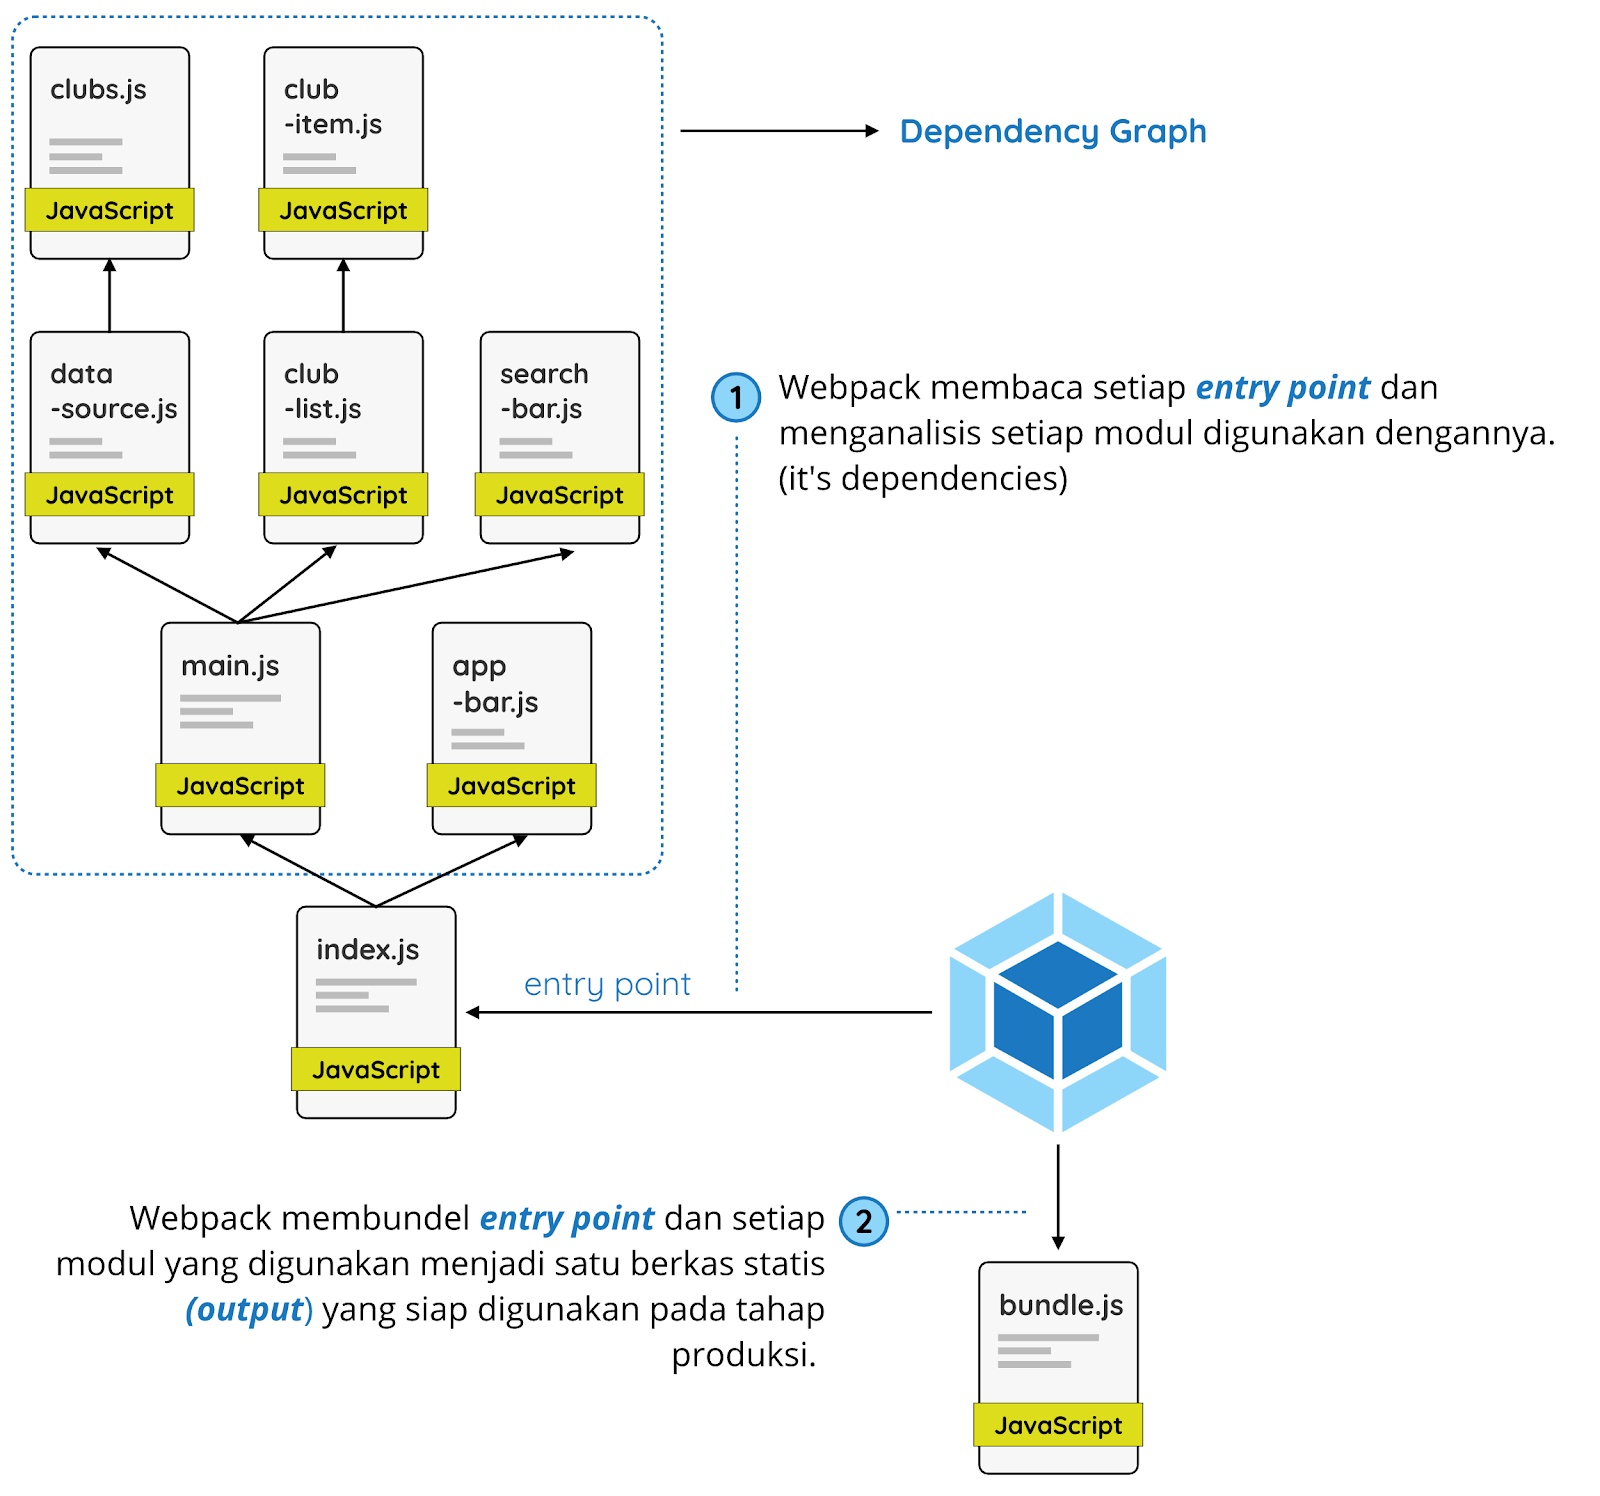 clubs.js
JavaScript
club
-item.js
JavaScript
Dependency Graph
data
-source.js
JavaScript
club
-list.js
JavaScript
search
-bar.js
JavaScript
1
Webpack membaca setiap entry point dan
menganalisis setiap modul digunakan dengannya.
(it's dependencies)
main.js
JavaScript
app
-bar.js
JavaScript
index.js
JavaScript
entry point
Webpack membundel entry point dan setiap
modul yang digunakan menjadi satu berkas statis
(output) yang siap digunakan pada tahap
produksi.
2
bundle.js
JavaScript